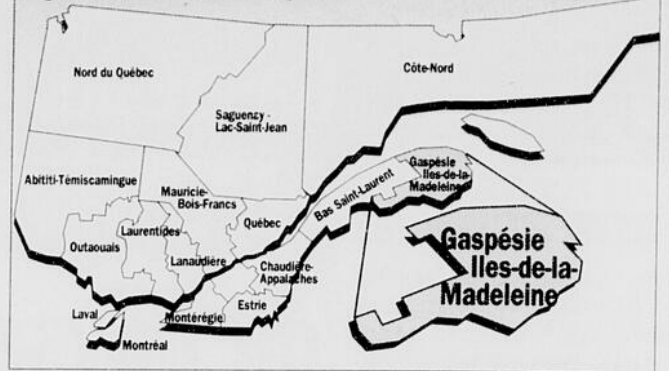 Nord du Québec
Côte-Nord
Saguenay -
Lac-Saint-Jean
Abititi-Témiscamingue
Mauricie-
Bois-Francs
Gaspésie
Iles-de-la-
Madeleine
Bas Saint-Laurent
Laurentides
Québec
Outaouais
Lanaudière
Chaudière-
Appalaches
Gaspésie
Iles-de-la-
Madeleine
Estrie
Laval
Montérégie
Montréal